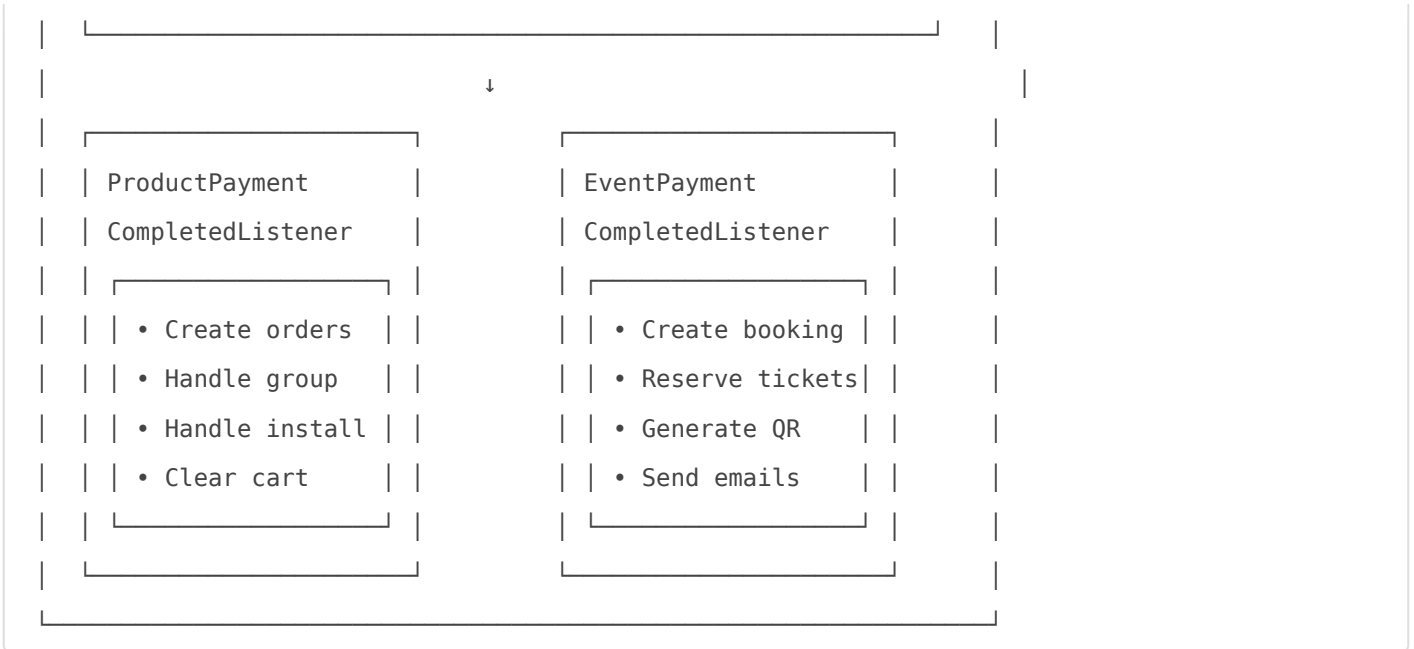 ↓
ProductPayment EventPayment
CompletedListener CompletedListener
• Create orders • Create booking
• Handle group • Reserve tickets
• Handle install • Generate QR
• Clear cart • Send emails